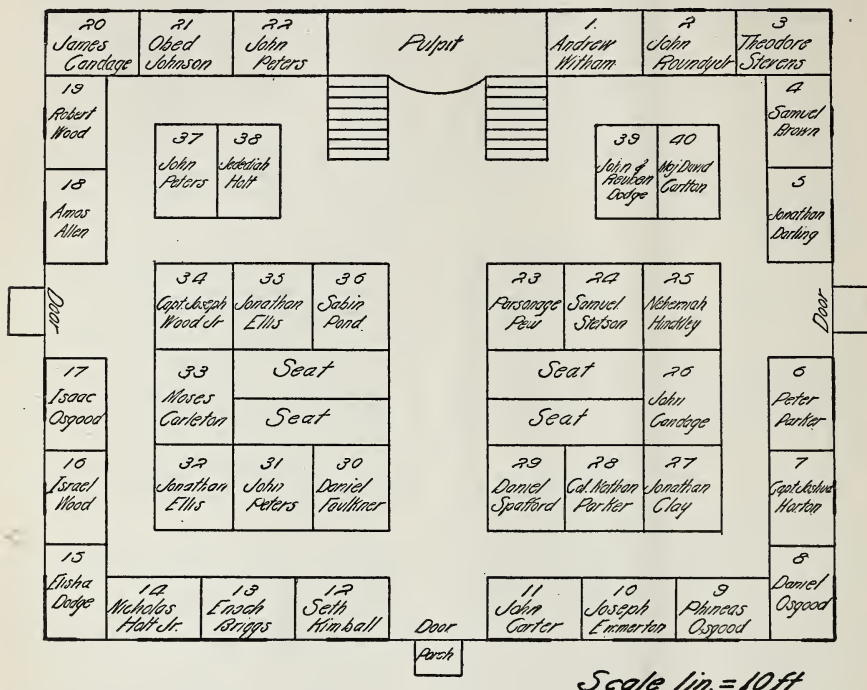 20
James
Candage
21
Obed
Johnson
22
John
Peters
Pulpit
1.
Andrew
Witham
2
John
Roundy Jr
3
Theodore
Stevens
19
Robert
Wood
4
Samuel
Brown
37
John
Peters
38
Jedediah
Holt
39
John &
Reuben
Dodge
40
Maj David
Carlton
18
Amos
Allen
5
Jonathan
Darling
34
Capt Joseph
Wood Jr
35
Jonathan
Ellis
36
Sabin
Pond.
23
Parsonage
Pew
24
Samuel
Stetson
25
Nehemiah
Hinckley
Door
Door
17
Isaac
Osgood
33
Moses
Carleton
Seat
Seat
Seat
Seat
26
John
Candage
6
Peter
Parker
16
Israel
Wood
32
Jonathan
Ellis
31
John
Peters
30
Daniel
Faulkner
29
Daniel
Spafford
28
Col. Nathan
Parker
27
Jonathan
Clay
7
Capt Joshua
Horton
15
Elisha
Dodge
14
Nicholas
Holt Jr.
13
Enoch
Briggs
12
Seth
Kimball
Door
Porch
11
John
Carter
10
Joseph
Emmerton
9
Phineas
Osgood
8
Daniel
Osgood
Scale 1in. = 10ft